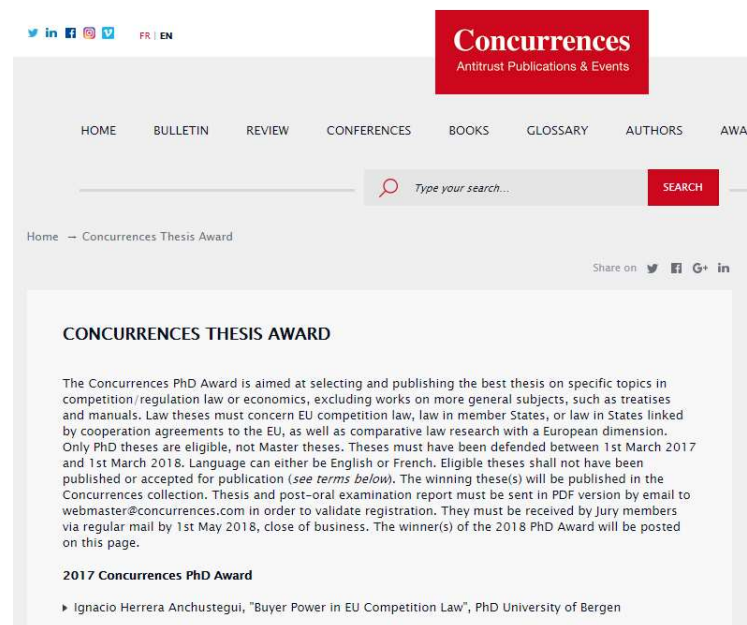 FR | EN
Concurrences
Antitrust Publications & Events
HOME BULLETIN REVIEW CONFERENCES BOOKS GLOSSARY AUTHORS AWA
Type your search...
SEARCH
Home → Concurrences Thesis Award
Share on
CONCURRENCES THESIS AWARD
The Concurrences PhD Award is aimed at selecting and publishing the best thesis on specific topics in
competition/regulation law or economics, excluding works on more general subjects, such as treatises
and manuals. Law theses must concern EU competition law, law in member States, or law in States linked
by cooperation agreements to the EU, as well as comparative law research with a European dimension.
Only PhD theses are eligible, not Master theses. Theses must have been defended between 1st March 2017
and 1st March 2018. Language can either be English or French. Eligible theses shall not have been
published or accepted for publication (see terms below). The winning these(s) will be published in the
Concurrences collection. Thesis and post-oral examination report must be sent in PDF version by email to
webmaster@concurrences.com in order to validate registration. They must be received by Jury members
via regular mail by 1st May 2018, close of business. The winner(s) of the 2018 PhD Award will be posted
on this page.
2017 Concurrences PhD Award
Ignacio Herrera Anchustegui, "Buyer Power in EU Competition Law", PhD University of Bergen